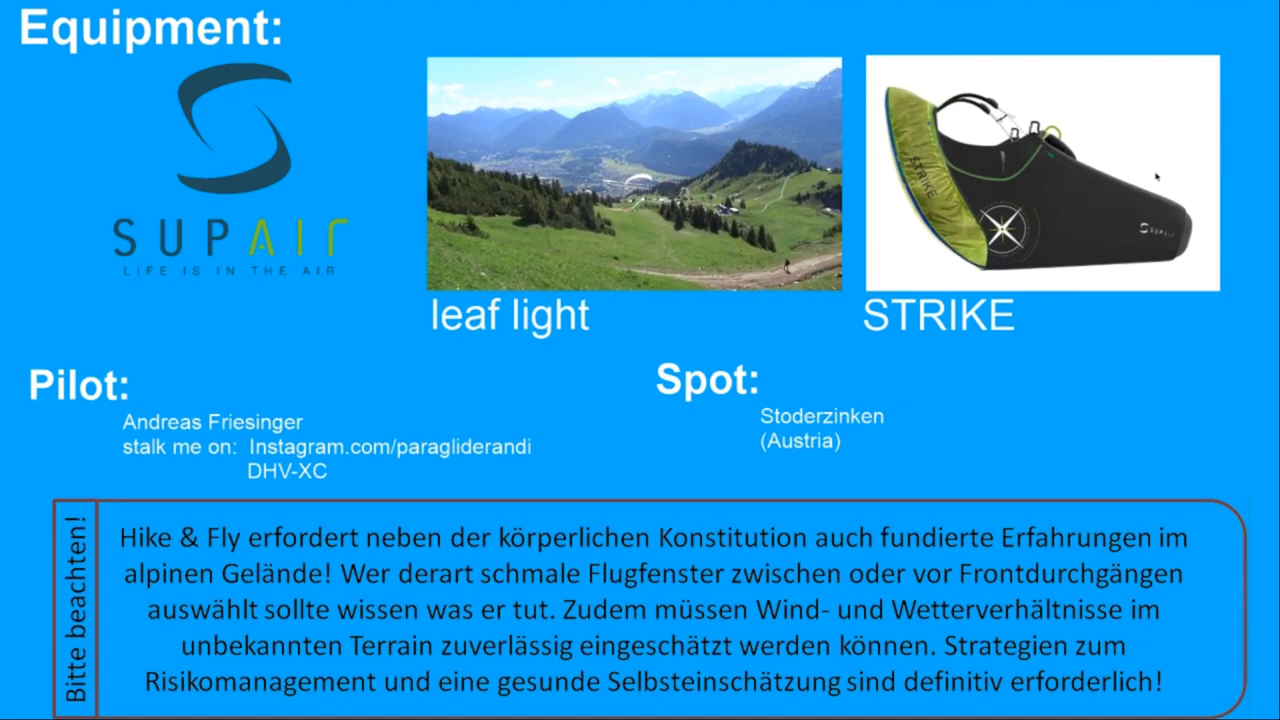 Equipment:
SUPAIR
LIFE IS IN THE AIR
STRIKE
SUPAIR
leaf light
STRIKE
Pilot:
Andreas Friesinger
stalk me on: Instagram.com/paragliderandi
DHV-XC
Spot:
Stoderzinken
(Austria)
Bitte beachten!
Hike & Fly erfordert neben der körperlichen Konstitution auch fundierte Erfahrungen im
alpinen Gelände! Wer derart schmale Flugfenster zwischen oder vor Frontdurchgängen
auswählt sollte wissen was er tut. Zudem müssen Wind- und Wetterverhältnisse im
unbekannten Terrain zuverlässig eingeschätzt werden können. Strategien zum
Risikomanagement und eine gesunde Selbsteinschätzung sind definitiv erforderlich!